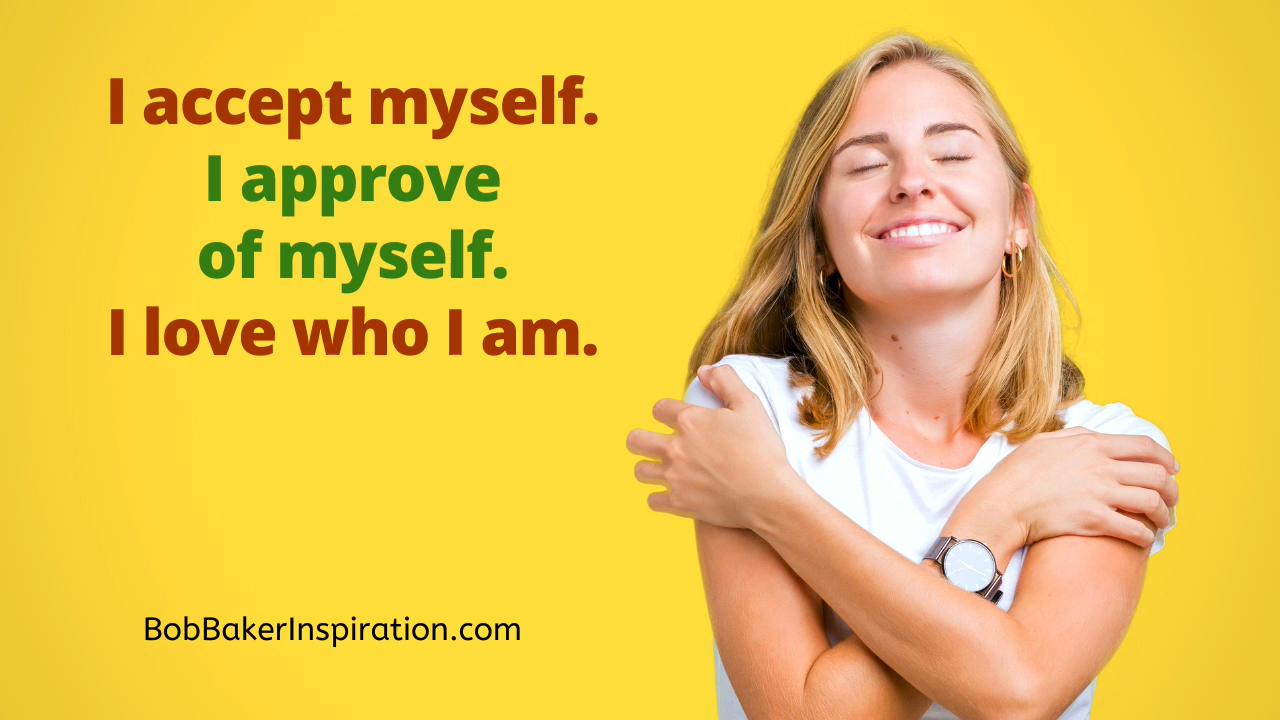 I accept myself.
I approve
of myself.
I love who I am.
BobBakerInspiration.com